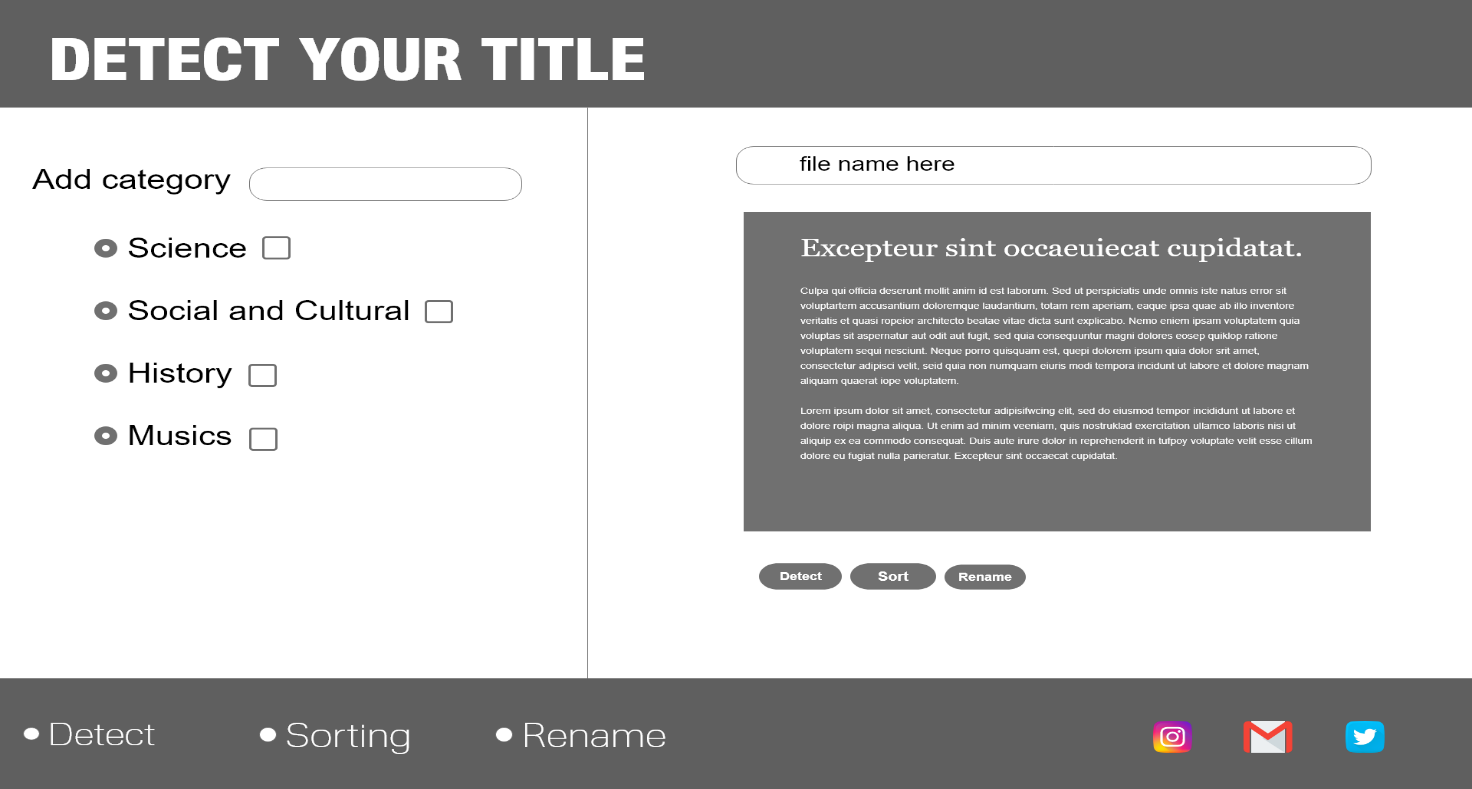 DETECT YOUR TITLE
Add category
Science
Social and Cultural
History
Musics
file name here
Excepteur sint occaeuiecat cupidatat.
Culpa qui officia deserunt mollit anim id est laborum. Sed ut perspiciatis unde omnis iste natus error sit
voluptartem accusantium doloremque laudantium, totam rem aperiam, eaque ipsa quae ab illo inventore
veritatis et quasi ropeior architecto beatae vitae dicta sunt explicabo. Nemo eniem ipsam voluptatem quia
voluptas sit aspernatur aut odit aut fugit, sed quia consequuntur magni dolores eosep quiklop ratione
voluptatem sequi nesciunt. Neque porro quisquam est, quepi dolorem ipsum quia dolor srit amet,
consectetur adipisci velit, seid quia non numquam eiuris modi tempora incidunt ut labore et dolore magnam
aliquam quaerat iope voluptatem.
Lorem ipsum dolor sit amet, consectetur adipisifwcing elit, sed do eiusmod tempor incididunt ut labore et
dolore roipi magna aliqua. Ut enim ad minim veeniam, quis nostruklad exercitation ullamco laboris nisi ut
aliquip ex ea commodo consequat. Duis aute irure dolor in reprehenderit in tufpoy voluptate velit esse cillum
dolore eu fugiat nulla parieratur. Excepteur sint occaecat cupidatat.
Detect Sort Rename
Detect Sorting Rename